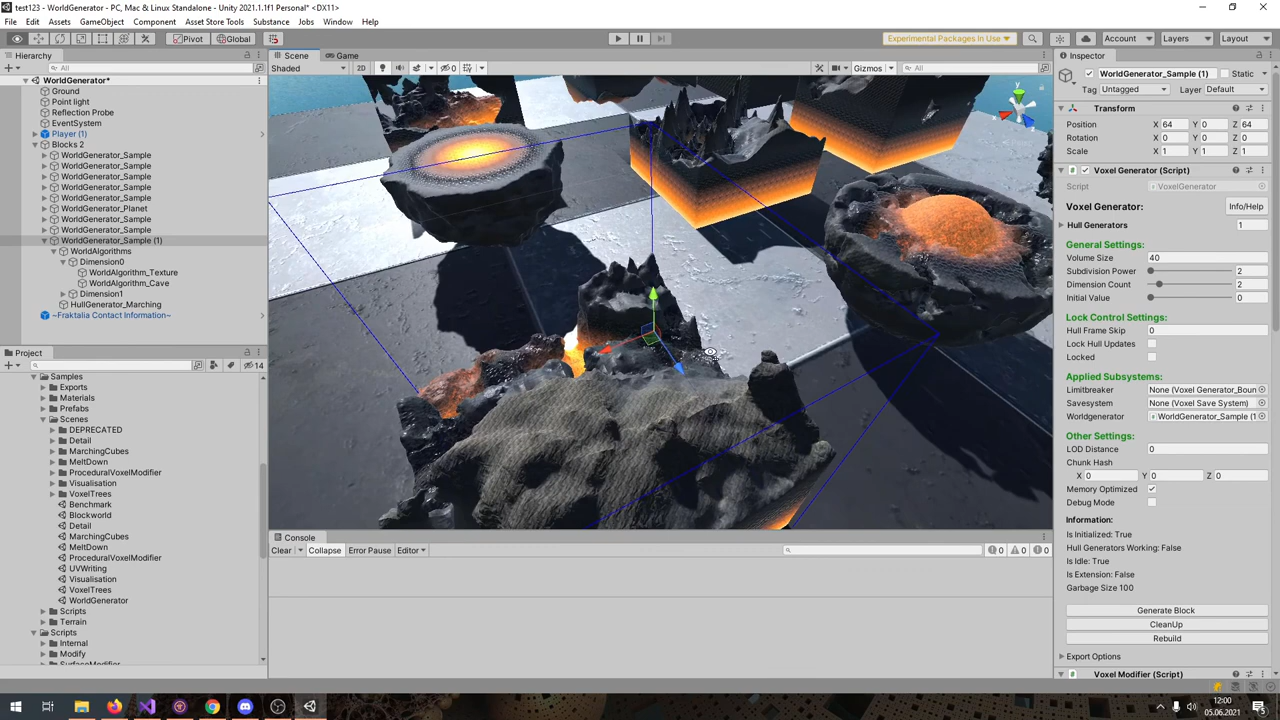 test123 - WorldGenerator - PC, Mac & Linux Standalone - Unity 2021.1.1f1 Personal* <DX11>
File Edit Assets GameObject Component Asset Store Tools Substance Jobs Window Help
Pivot Global Experimental Packages In Use Account Layers Layout
Hierarchy
All
WorldGenerator*
Ground
Point light
Reflection Probe
EventSystem
Player (1)
Blocks 2
WorldGenerator_Sample
WorldGenerator_Sample
WorldGenerator_Sample
WorldGenerator_Sample
WorldGenerator_Sample
WorldGenerator_Planet
WorldGenerator_Sample
WorldGenerator_Sample
WorldGenerator_Sample (1)
WorldAlgorithms
Dimension0
WorldAlgorithm_Texture
WorldAlgorithm_Cave
Dimension1
HullGenerator_Marching
~Fraktalia Contact Information~
Project
14
Samples
Exports
Materials
Prefabs
Scenes
DEPRECATED
Detail
MarchingCubes
MeltDown
ProceduralVoxelModifier
Visualisation
VoxelTrees
Benchmark
Blockworld
Detail
MarchingCubes
MeltDown
ProceduralVoxelModifier
UVWriting
Visualisation
VoxelTrees
WorldGenerator
Scripts
Terrain
Scripts
Internal
Modify
SurfaceModifier
Scene Game
Shaded 2D 0 Gizmos All
Console
Clear Collapse Error Pause Editor 0 0 0
Inspector
WorldGenerator_Sample (1) Static
Tag Untagged Layer Default
Transform
Position X 64 Y 0 Z 64
Rotation X 0 Y 0 Z 0
Scale X 1 Y 1 Z 1
Voxel Generator (Script)
Script VoxelGenerator
Voxel Generator: Info/Help
Hull Generators 1
General Settings:
Volume Size 40
Subdivision Power 2
Dimension Count 2
Initial Value 0
Lock Control Settings:
Hull Frame Skip 0
Lock Hull Updates
Locked
Applied Subsystems:
Limitbreaker None (Voxel Generator_Boun
Savesystem None (Voxel Save System)
Worldgenerator WorldGenerator_Sample (1
Other Settings:
LOD Distance 0
Chunk Hash
X 0 Y 0 Z 0
Memory Optimized
Debug Mode
Information:
Is Initialized: True
Hull Generators Working: False
Is Idle: True
Is Extension: False
Garbage Size 100
Generate Block
CleanUp
Rebuild
Export Options
Voxel Modifier (Script)
12:00
05.06.2021